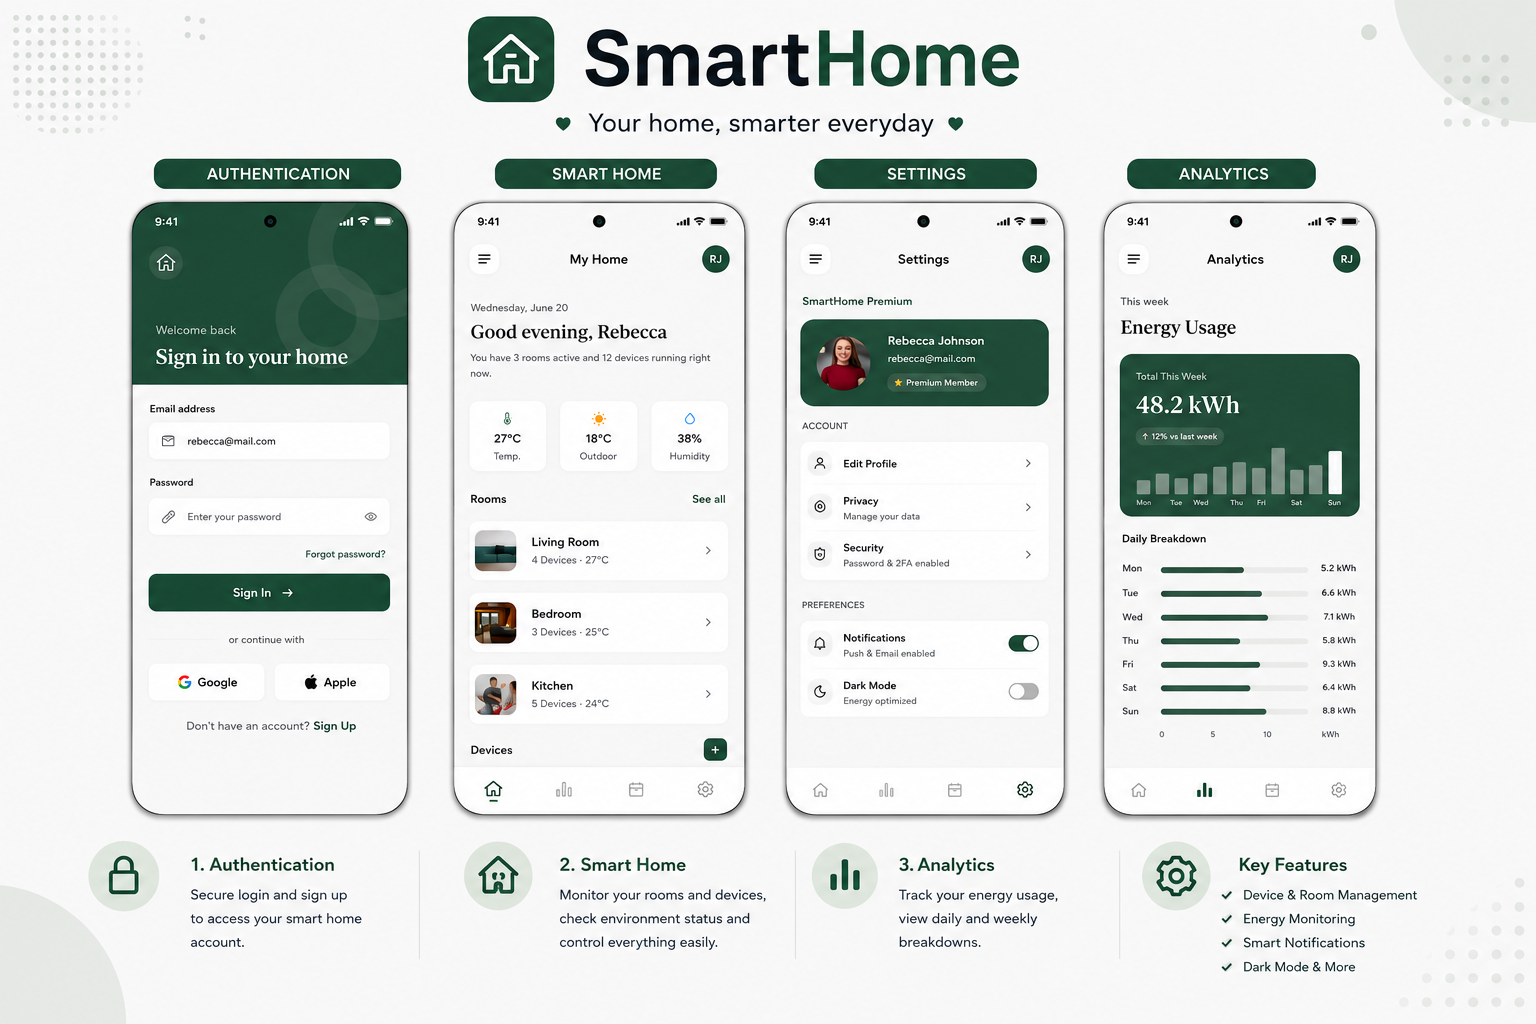 SmartHome
Your home, smarter everyday
AUTHENTICATION
9:41
Welcome back
Sign in to your home
Email address
rebecca@mail.com
Password
Enter your password
Forgot password?
Sign In →
or continue with
Google
Apple
Don't have an account? Sign Up
SMART HOME
9:41
My Home
RJ
Wednesday, June 20
Good evening, Rebecca
You have 3 rooms active and 12 devices running right
now.
27°C
Temp.
18°C
Outdoor
38%
Humidity
Rooms
See all
Living Room
4 Devices · 27°C
Bedroom
3 Devices · 25°C
Kitchen
5 Devices · 24°C
Devices
+
SETTINGS
9:41
Settings
RJ
SmartHome Premium
Rebecca Johnson
rebecca@mail.com
Premium Member
ACCOUNT
Edit Profile
Privacy
Manage your data
Security
Password & 2FA enabled
PREFERENCES
Notifications
Push & Email enabled
Dark Mode
Energy optimized
ANALYTICS
9:41
Analytics
RJ
This week
Energy Usage
Total This Week
48.2 kWh
↑ 12% vs last week
Mon Tue Wed Thu Fri Sat Sun
Daily Breakdown
Mon 5.2 kWh
Tue 6.6 kWh
Wed 7.1 kWh
Thu 5.8 kWh
Fri 9.3 kWh
Sat 6.4 kWh
Sun 8.8 kWh
0 5 10 kWh
1. Authentication
Secure login and sign up
to access your smart home
account.
2. Smart Home
Monitor your rooms and devices,
check environment status and
control everything easily.
3. Analytics
Track your energy usage,
view daily and weekly
breakdowns.
Key Features
✓ Device & Room Management
✓ Energy Monitoring
✓ Smart Notifications
✓ Dark Mode & More